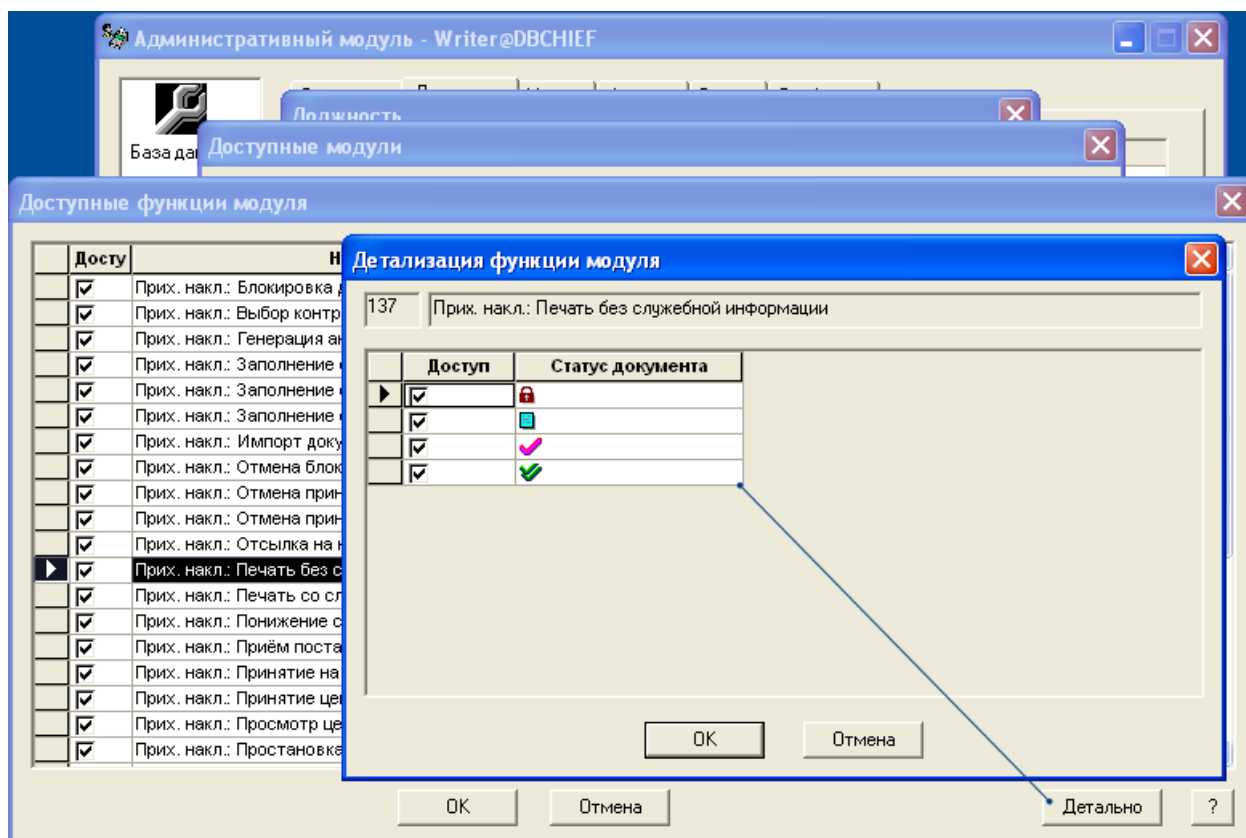 Административный модуль - Writer@DBCHIEF
Должность
База дан
Доступные модули
Доступные функции модуля
Досту
Н
Детализация функции модуля
137 Прих. накл.: Печать без служебной информации
Доступ Статус документа
Прих. накл.: Блокировка д
Прих. накл.: Выбор контр
Прих. накл.: Генерация ак
Прих. накл.: Заполнение
Прих. накл.: Заполнение
Прих. накл.: Заполнение
Прих. накл.: Импорт доку
Прих. накл.: Отмена блок
Прих. накл.: Отмена прин
Прих. накл.: Отмена прин
Прих. накл.: Отсылка на
Прих. накл.: Печать без с
Прих. накл.: Печать со сл
Прих. накл.: Понижение с
Прих. накл.: Приём поста
Прих. накл.: Принятие на
Прих. накл.: Принятие це
Прих. накл.: Просмотр це
Прих. накл.: Простановка
OK Отмена
OK Отмена Детально ?